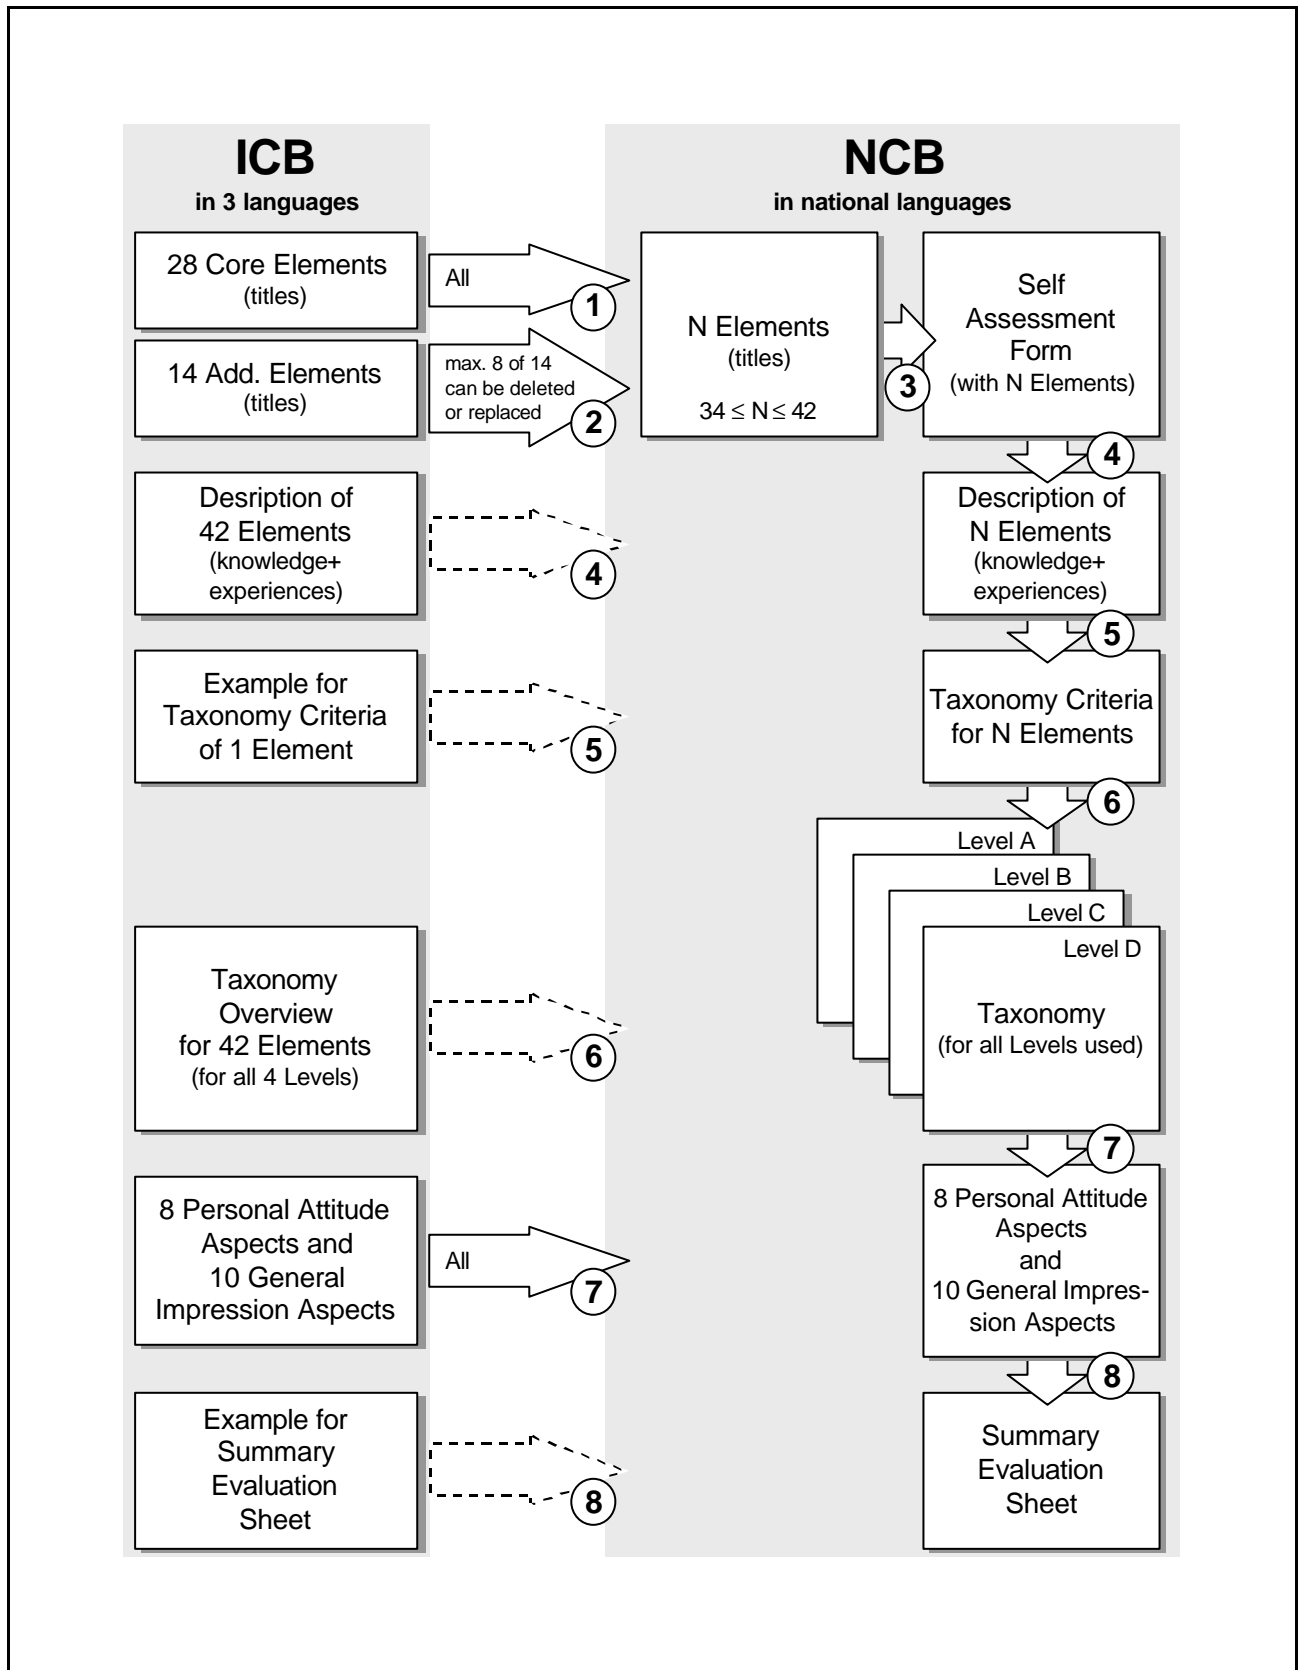 ICB
in 3 languages
NCB
in national languages
28 Core Elements
(titles)
All
1
14 Add. Elements
(titles)
max. 8 of 14
can be deleted
or replaced
2
N Elements
(titles)
34 ≤ N ≤ 42
3
Self
Assessment
Form
(with N Elements)
4
Desription of
42 Elements
(knowledge+
experiences)
4
Description of
N Elements
(knowledge+
experiences)
5
Example for
Taxonomy Criteria
of 1 Element
5
Taxonomy Criteria
for N Elements
6
Level A
Level B
Level C
Level D
Taxonomy
Overview
for 42 Elements
(for all 4 Levels)
6
Taxonomy
(for all Levels used)
7
8 Personal Attitude
Aspects and
10 General
Impression Aspects
All
7
8 Personal Attitude
Aspects
and
10 General Impres-
sion Aspects
8
Example for
Summary
Evaluation
Sheet
8
Summary
Evaluation
Sheet